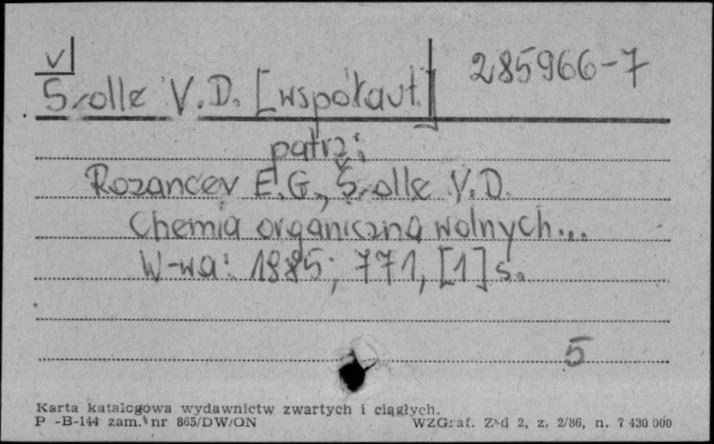 v
Šrolle V.D. [współaut.] 285966-7
patrz:
Rozancev E.G., Šolle V.D.
Chemia organiczna wolnych...
W-wa: 1985; 771, [1] s.
5
Karta katalogowa wydawnictw zwartych i ciągłych.
P-B-144 zam. nr 865/DW/ON WZGraf. Z-d 2, z. 2/86, n. 7 430 000